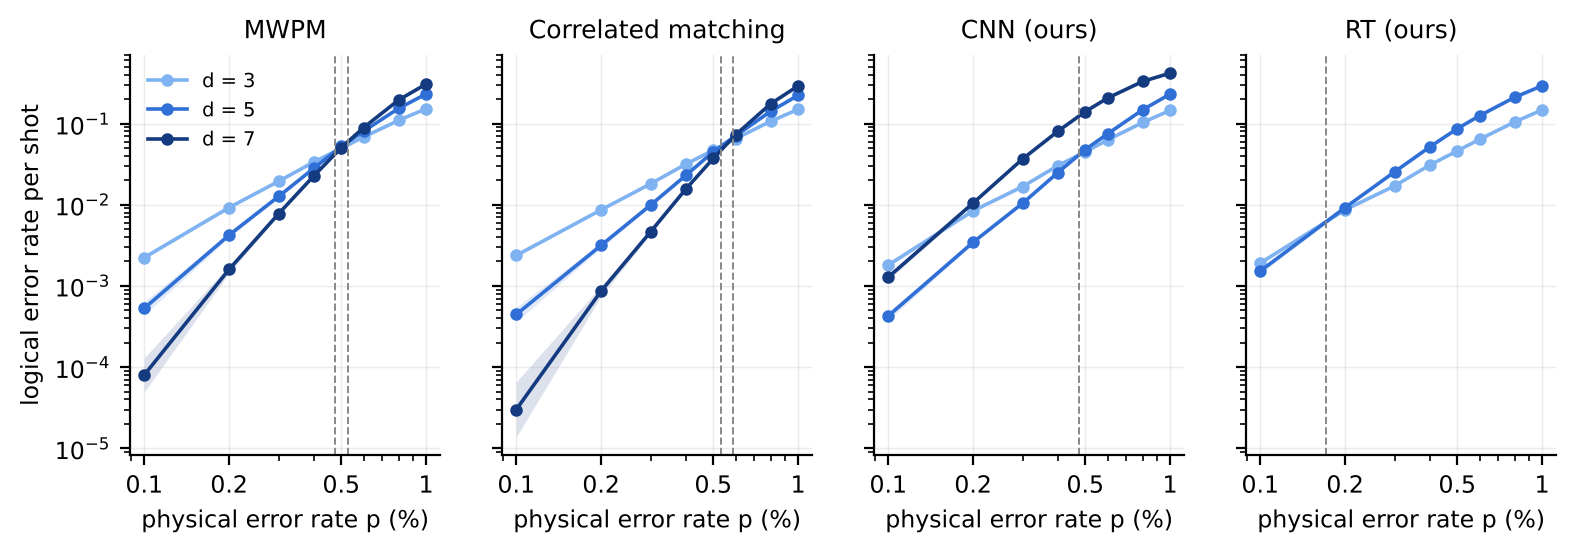 MWPM
Correlated matching
CNN (ours)
RT (ours)
logical error rate per shot
d = 3
d = 5
d = 7
10⁻¹
10⁻²
10⁻³
10⁻⁴
10⁻⁵
0.1 0.2 0.5 1
0.1 0.2 0.5 1
0.1 0.2 0.5 1
0.1 0.2 0.5 1
physical error rate p (%)
physical error rate p (%)
physical error rate p (%)
physical error rate p (%)